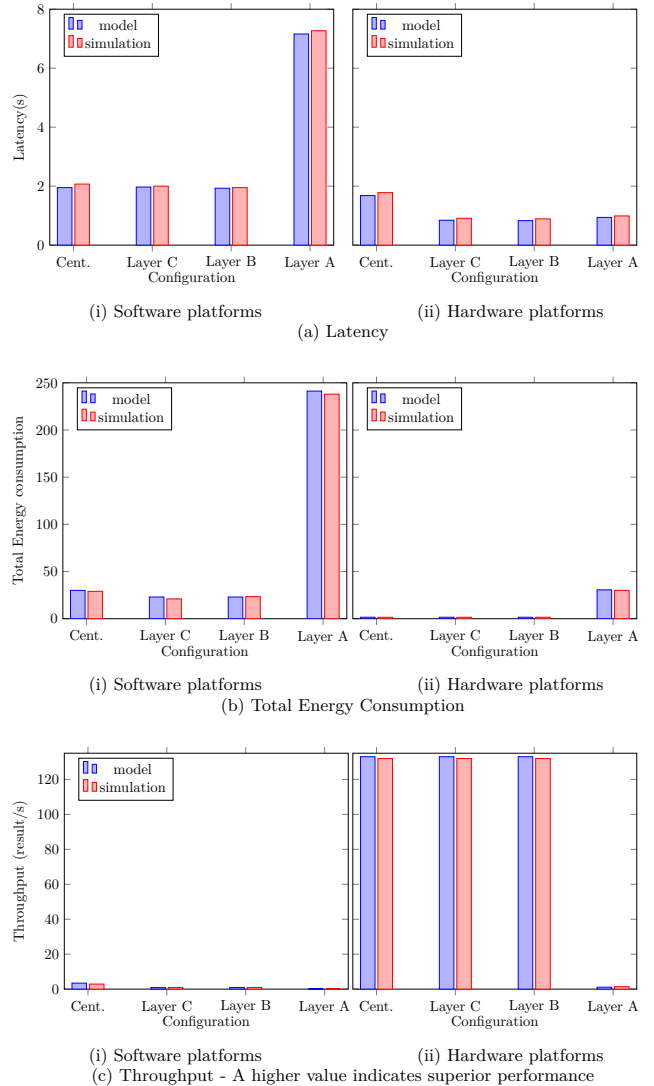 8
6
4
2
0
Latency(s)
model
simulation
model
simulation
Cent.
Layer C
Layer B
Layer A
Configuration
Cent.
Layer C
Layer B
Layer A
Configuration
(i) Software platforms
(ii) Hardware platforms
(a) Latency
250
200
150
100
50
0
Total Energy consumption
model
simulation
model
simulation
Cent.
Layer C
Layer B
Layer A
Configuration
Cent.
Layer C
Layer B
Layer A
Configuration
(i) Software platforms
(ii) Hardware platforms
(b) Total Energy Consumption
120
100
80
60
40
20
0
Throughput (result/s)
model
simulation
Cent.
Layer C
Layer B
Layer A
Configuration
Cent.
Layer C
Layer B
Layer A
Configuration
(i) Software platforms
(ii) Hardware platforms
(c) Throughput - A higher value indicates superior performance